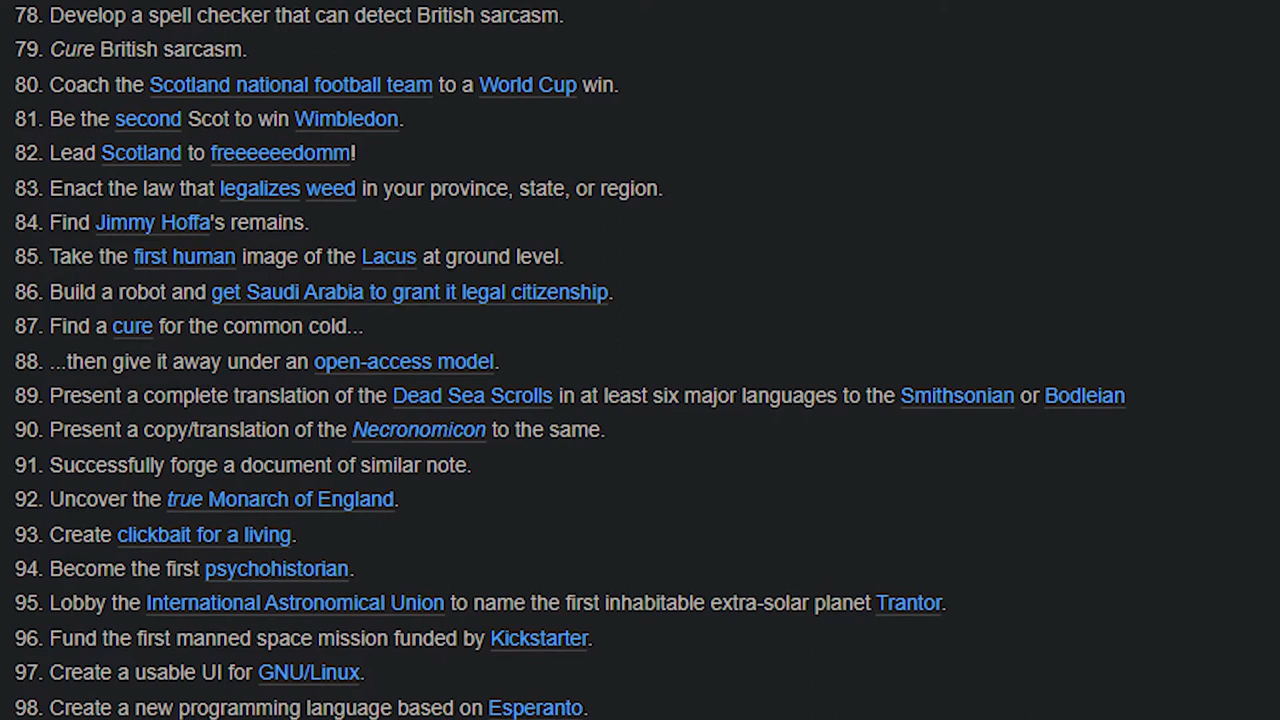 78. Develop a spell checker that can detect British sarcasm.
79. Cure British sarcasm.
80. Coach the Scotland national football team to a World Cup win.
81. Be the second Scot to win Wimbledon.
82. Lead Scotland to freeeeeedomm!
83. Enact the law that legalizes weed in your province, state, or region.
84. Find Jimmy Hoffa's remains.
85. Take the first human image of the Lacus at ground level.
86. Build a robot and get Saudi Arabia to grant it legal citizenship.
87. Find a cure for the common cold...
88. ...then give it away under an open-access model.
89. Present a complete translation of the Dead Sea Scrolls in at least six major languages to the Smithsonian or Bodleian
90. Present a copy/translation of the Necronomicon to the same.
91. Successfully forge a document of similar note.
92. Uncover the true Monarch of England.
93. Create clickbait for a living.
94. Become the first psychohistorian.
95. Lobby the International Astronomical Union to name the first inhabitable extra-solar planet Trantor.
96. Fund the first manned space mission funded by Kickstarter.
97. Create a usable UI for GNU/Linux.
98. Create a new programming language based on Esperanto.